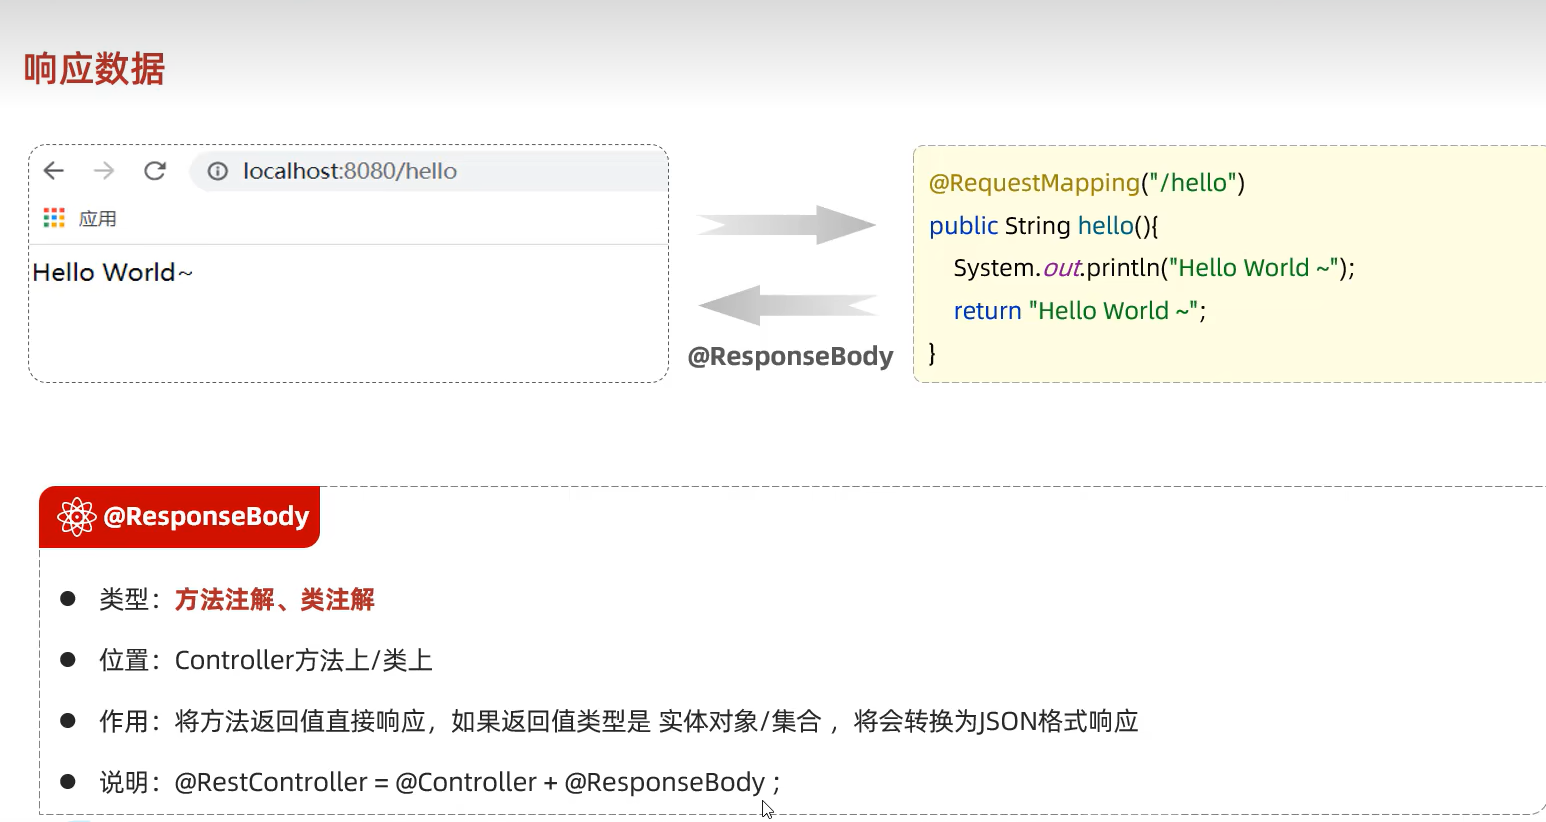 响应数据
localhost:8080/hello
应用
Hello World~
@ResponseBody
@RequestMapping("/hello")
public String hello(){
System.out.println("Hello World ~");
return "Hello World ~";
}
@ResponseBody
类型：方法注解、类注解
位置：Controller方法上/类上
作用：将方法返回值直接响应，如果返回值类型是 实体对象/集合 ，将会转换为JSON格式响应
说明：@RestController = @Controller + @ResponseBody ;